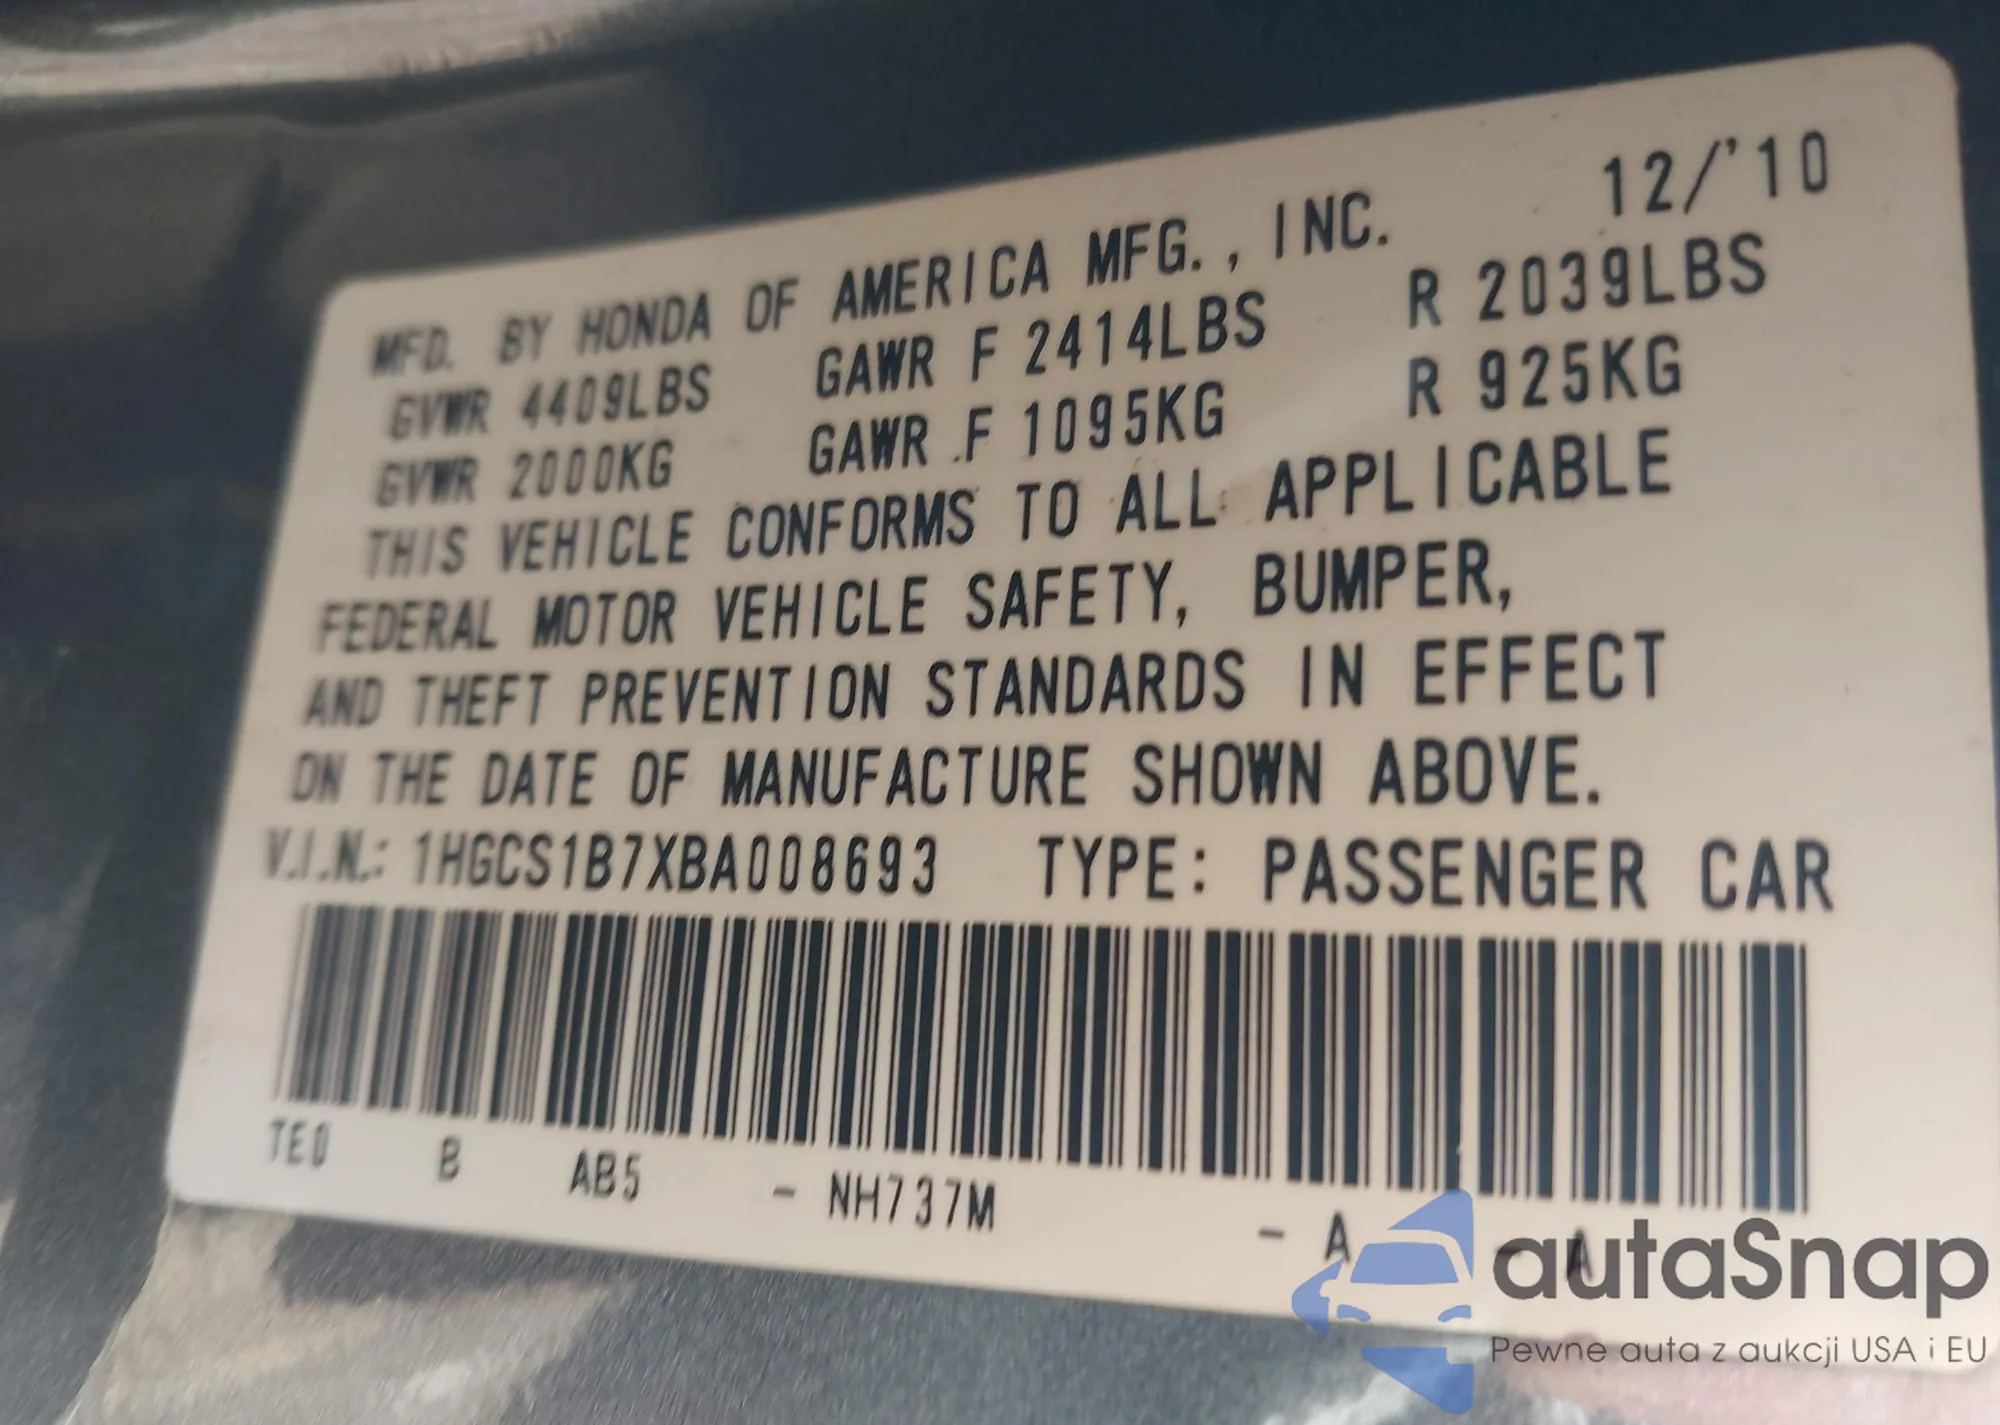 MFD. BY HONDA OF AMERICA MFG., INC. 12/'10
GVWR 4409LBS GAWR F 2414LBS R 2039LBS
GVWR 2000KG GAWR F 1095KG R 925KG
THIS VEHICLE CONFORMS TO ALL APPLICABLE
FEDERAL MOTOR VEHICLE SAFETY, BUMPER,
AND THEFT PREVENTION STANDARDS IN EFFECT
ON THE DATE OF MANUFACTURE SHOWN ABOVE.
V.I.N.: 1HGCS1B7XBA008693 TYPE: PASSENGER CAR
TE0 B AB5 - NH737M - A - A
autaSnap
Pewne auta z aukcji USA i EU